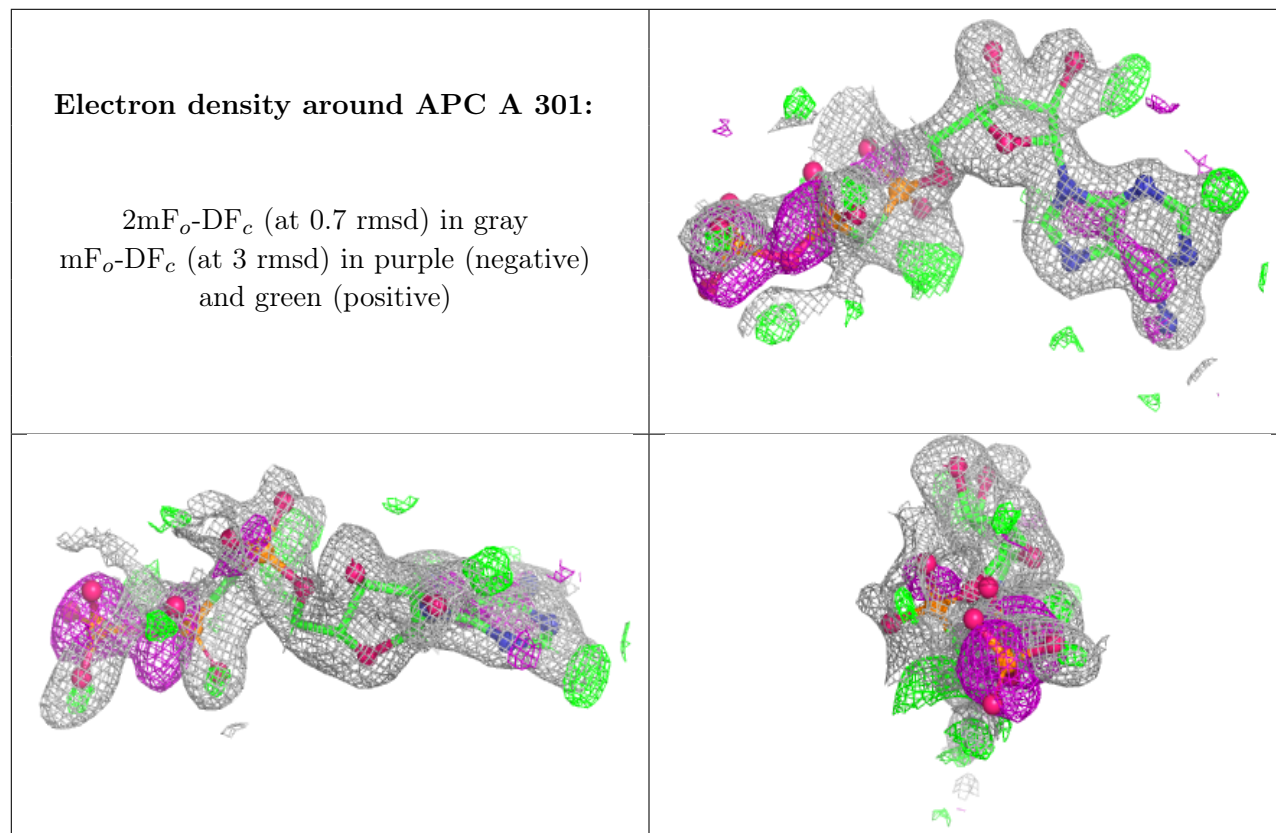 Electron density around APC A 301:
2mFo-DFc (at 0.7 rmsd) in gray
mFo-DFc (at 3 rmsd) in purple (negative)
and green (positive)